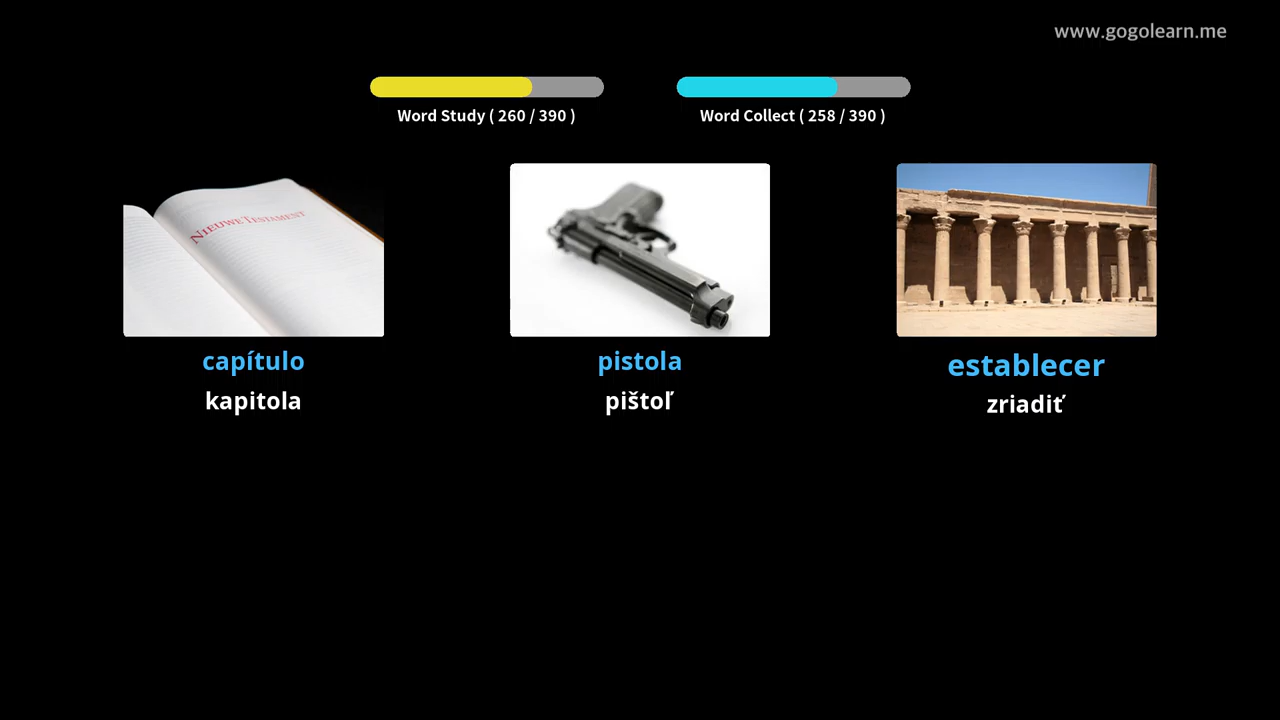 www.gogolearn.me
Word Study ( 260 / 390 )
Word Collect ( 258 / 390 )
NIEUWE TESTAMENT
capítulo
kapitola
pistola
pištoľ
establecer
zriadiť